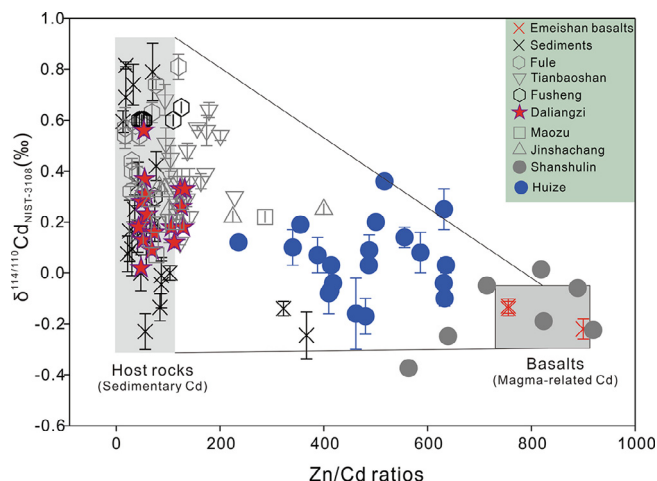 δ114/110CdNIST-3108(‰)
1.0
0.8
0.6
0.4
0.2
0.0
-0.2
-0.4
-0.6
Emeishan basalts
Sediments
Fule
Tianbaoshan
Fusheng
Daliangzi
Maozu
Jinshachang
Shanshulin
Huize
Host rocks
(Sedimentary Cd)
Basalts
(Magma-related Cd)
0
200
400
600
800
1000
Zn/Cd ratios